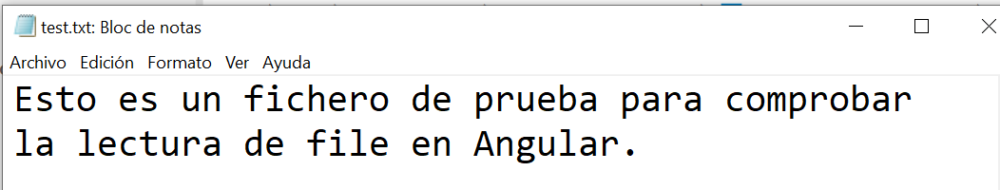 test.txt: Bloc de notas
Archivo Edición Formato Ver Ayuda
Esto es un fichero de prueba para comprobar
la lectura de file en Angular.